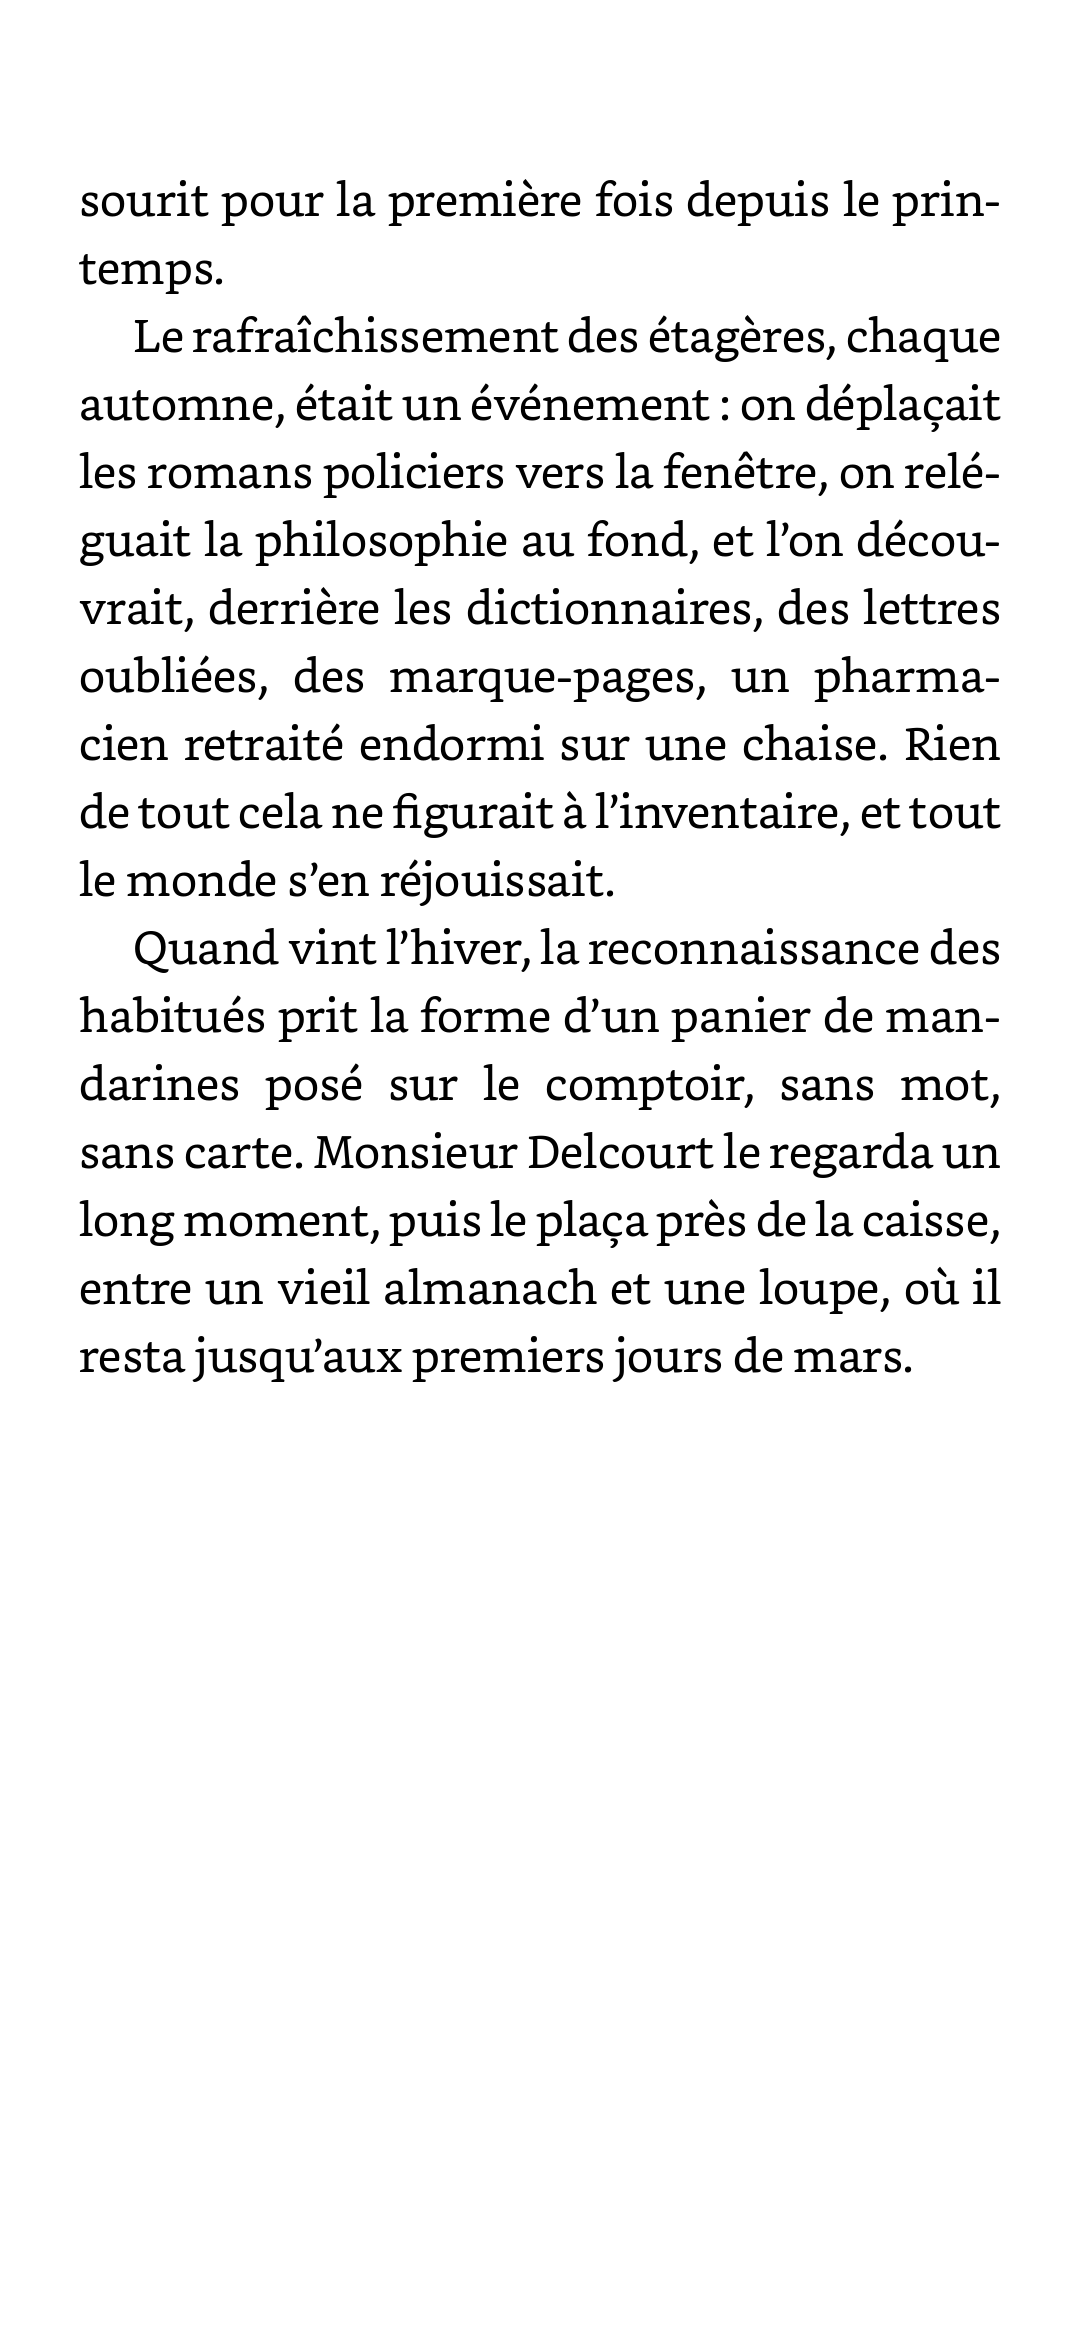 sourit pour la première fois depuis le prin-
temps.
Le rafraîchissement des étagères, chaque
automne, était un événement : on déplaçait
les romans policiers vers la fenêtre, on relé-
guait la philosophie au fond, et l’on décou-
vrait, derrière les dictionnaires, des lettres
oubliées, des marque-pages, un pharma-
cien retraité endormi sur une chaise. Rien
de tout cela ne figurait à l’inventaire, et tout
le monde s’en réjouissait.
Quand vint l’hiver, la reconnaissance des
habitués prit la forme d’un panier de man-
darines posé sur le comptoir, sans mot,
sans carte. Monsieur Delcourt le regarda un
long moment, puis le plaça près de la caisse,
entre un vieil almanach et une loupe, où il
resta jusqu’aux premiers jours de mars.